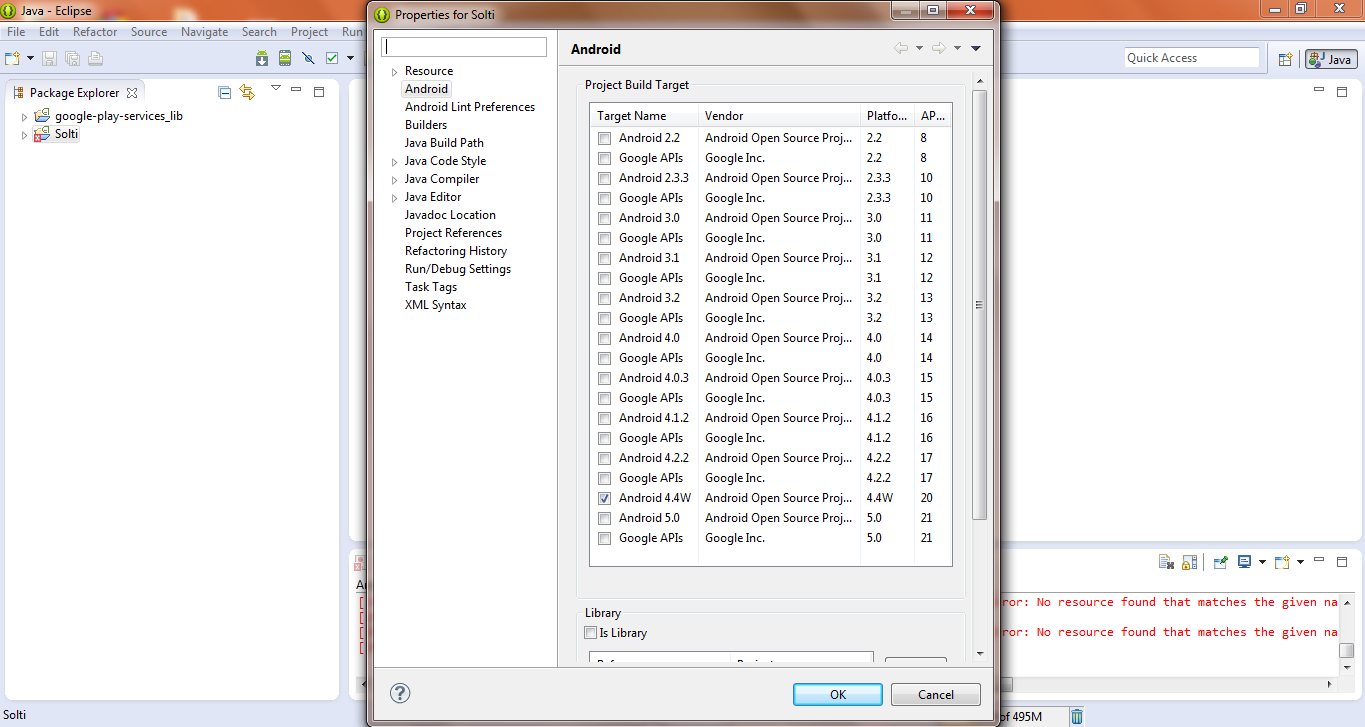 Java - Eclipse
File Edit Refactor Source Navigate Search Project Run
Quick Access
Java
Package Explorer
google-play-services_lib
Solti
Properties for Solti
Resource
Android
Android Lint Preferences
Builders
Java Build Path
Java Code Style
Java Compiler
Java Editor
Javadoc Location
Project References
Refactoring History
Run/Debug Settings
Task Tags
XML Syntax
Android
Project Build Target
Target Name Vendor Platfo... AP...
Android 2.2 Android Open Source Proj... 2.2 8
Google APIs Google Inc. 2.2 8
Android 2.3.3 Android Open Source Proj... 2.3.3 10
Google APIs Google Inc. 2.3.3 10
Android 3.0 Android Open Source Proj... 3.0 11
Google APIs Google Inc. 3.0 11
Android 3.1 Android Open Source Proj... 3.1 12
Google APIs Google Inc. 3.1 12
Android 3.2 Android Open Source Proj... 3.2 13
Google APIs Google Inc. 3.2 13
Android 4.0 Android Open Source Proj... 4.0 14
Google APIs Google Inc. 4.0 14
Android 4.0.3 Android Open Source Proj... 4.0.3 15
Google APIs Google Inc. 4.0.3 15
Android 4.1.2 Android Open Source Proj... 4.1.2 16
Google APIs Google Inc. 4.1.2 16
Android 4.2.2 Android Open Source Proj... 4.2.2 17
Google APIs Google Inc. 4.2.2 17
Android 4.4W Android Open Source Proj... 4.4W 20
Android 5.0 Android Open Source Proj... 5.0 21
Google APIs Google Inc. 5.0 21
Library
Is Library
OK Cancel
ror: No resource found that matches the given na
ror: No resource found that matches the given na
Solti
of 495M